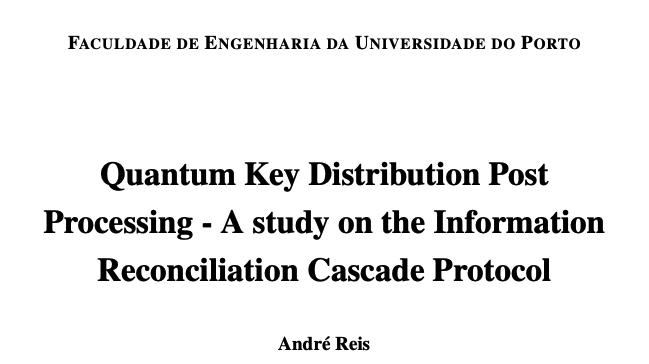 FACULDADE DE ENGENHARIA DA UNIVERSIDADE DO PORTO
Quantum Key Distribution Post
Processing - A study on the Information
Reconciliation Cascade Protocol
André Reis